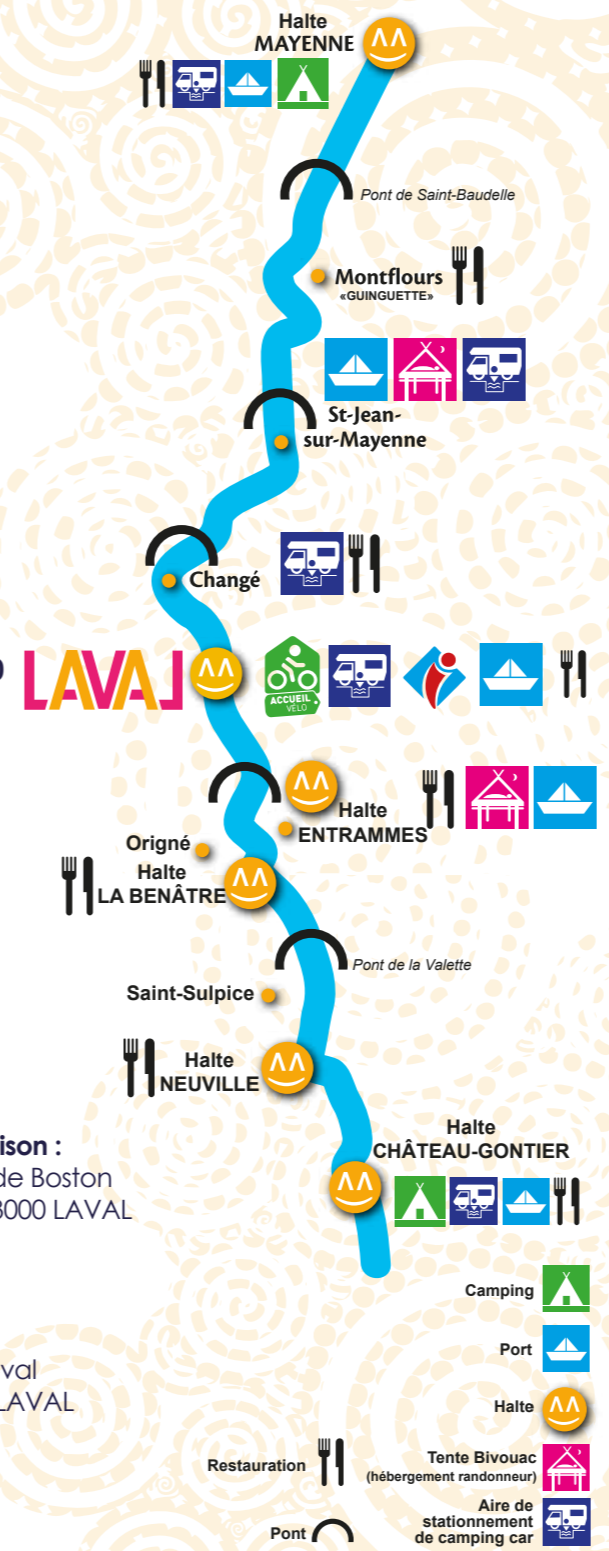 Halte
MAYENNE
Pont de Saint-Baudelle
Montflours
«GUINGUETTE»
St-Jean-
sur-Mayenne
Changé
LAVAL
ACCUEIL
VÉLO
Halte
ENTRAMMES
Origné
Halte
LA BENÂTRE
Pont de la Valette
Saint-Sulpice
Halte
NEUVILLE
Halte
CHÂTEAU-GONTIER
ison :
de Boston
3000 LAVAL
val
LAVAL
Camping
Port
Halte
Restauration
Tente Bivouac
(hébergement randonneur)
Pont
Aire de
stationnement
de camping car